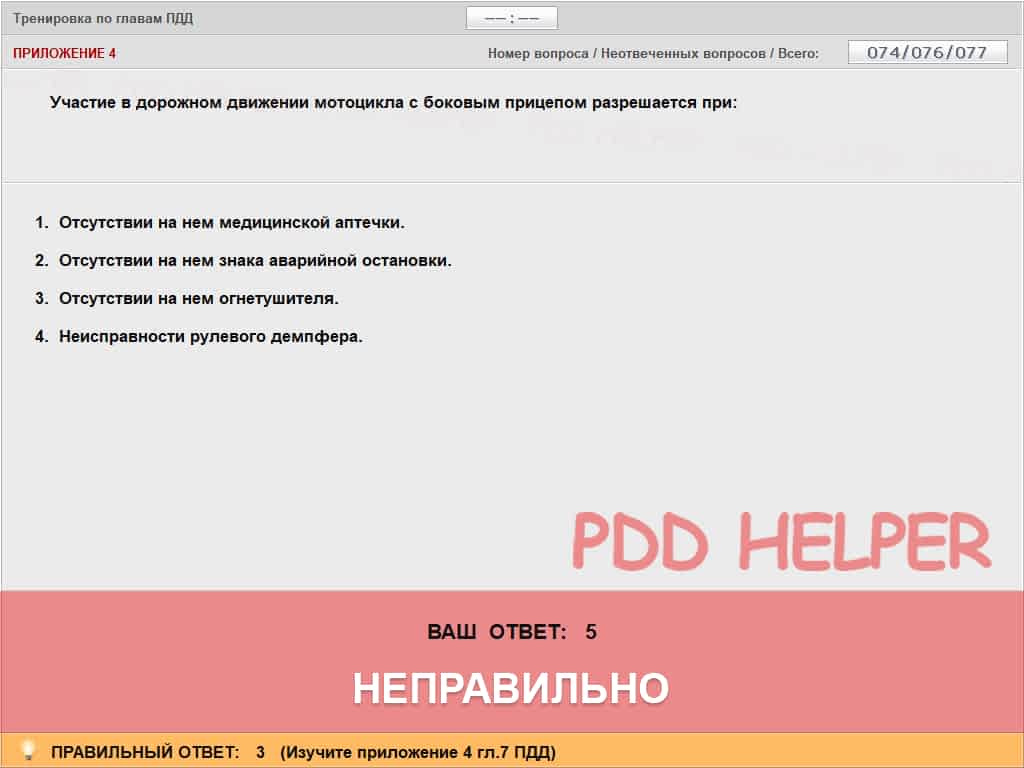 Тренировка по главам ПДД
—— : ——
ПРИЛОЖЕНИЕ 4
Номер вопроса / Неотвеченных вопросов / Всего:
074/076/077
Участие в дорожном движении мотоцикла с боковым прицепом разрешается при:
1. Отсутствии на нем медицинской аптечки.
2. Отсутствии на нем знака аварийной остановки.
3. Отсутствии на нем огнетушителя.
4. Неисправности рулевого демпфера.
PDD HELPER
ВАШ ОТВЕТ: 5
НЕПРАВИЛЬНО
ПРАВИЛЬНЫЙ ОТВЕТ: 3 (Изучите приложение 4 гл.7 ПДД)